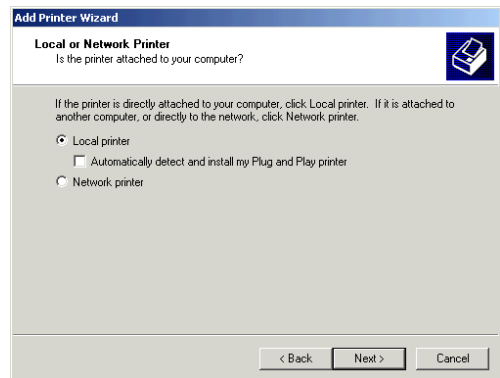 Add Printer Wizard
Local or Network Printer
Is the printer attached to your computer?
If the printer is directly attached to your computer, click Local printer. If it is attached to
another computer, or directly to the network, click Network printer.
Local printer
Automatically detect and install my Plug and Play printer
Network printer
< Back
Next >
Cancel